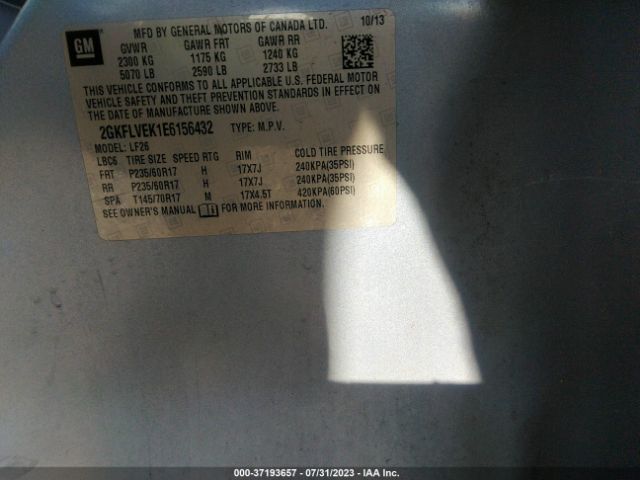 GM
MFD BY GENERAL MOTORS OF CANADA LTD. 10/13
GVWR GAWR FRT GAWR RR
2300 KG 1175 KG 1240 KG
5070 LB 2590 LB 2733 LB
THIS VEHICLE CONFORMS TO ALL APPLICABLE U.S. FEDERAL MOTOR
VEHICLE SAFETY AND THEFT PREVENTION STANDARDS IN EFFECT ON
THE DATE OF MANUFACTURE SHOWN ABOVE.
2GKFLVEK1E6156432 TYPE: M.P.V.
MODEL: LF26
LBC6 TIRE SIZE SPEED RTG RIM COLD TIRE PRESSURE
FRT P235/60R17 H 17X7J 240KPA(35PSI)
RR P235/60R17 H 17X7J 240KPA(35PSI)
SPA T145/70R17 M 17X4.5T 420KPA(60PSI)
SEE OWNER'S MANUAL FOR MORE INFORMATION.
000-37193657 - 07/31/2023 - IAA Inc.